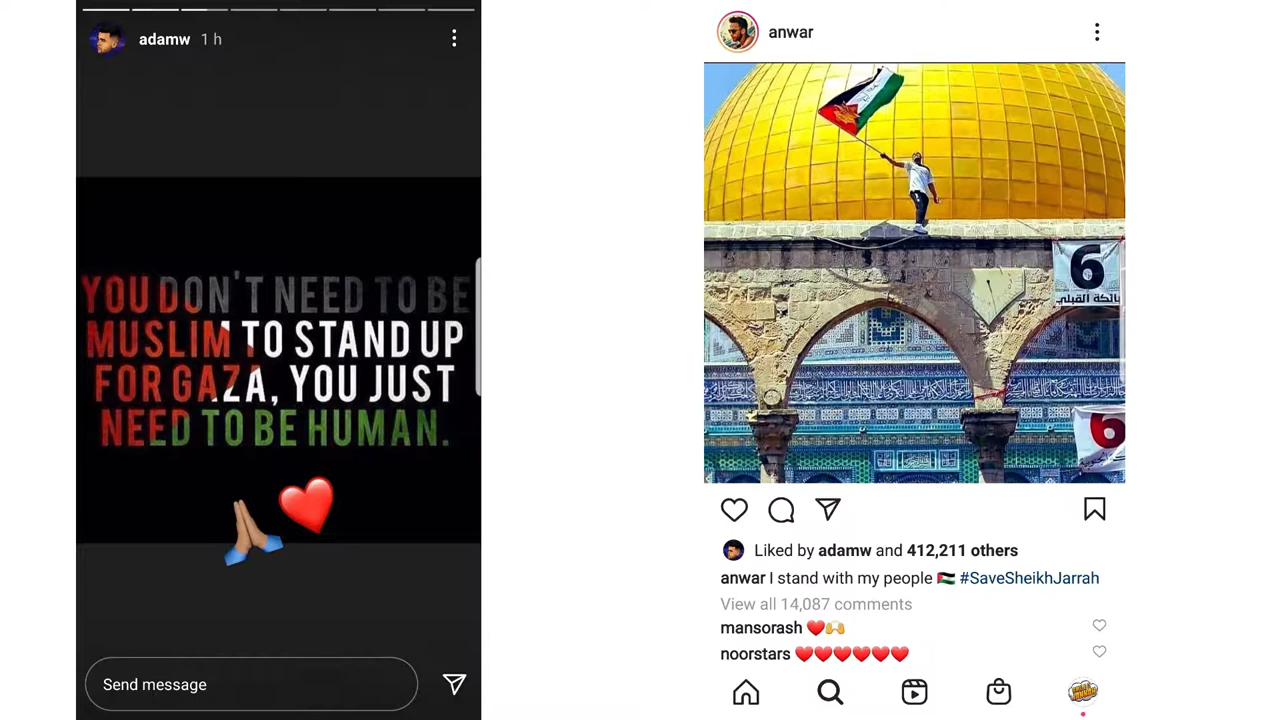 adamw 1 h
YOU DON'T NEED TO BE
MUSLIM TO STAND UP
FOR GAZA, YOU JUST
NEED TO BE HUMAN.
Send message
anwar
6
6
Liked by adamw and 412,211 others
anwar I stand with my people 🇵🇸 #SaveSheikhJarrah
View all 14,087 comments
mansorash ❤️🙌
noorstars ❤️❤️❤️❤️❤️❤️